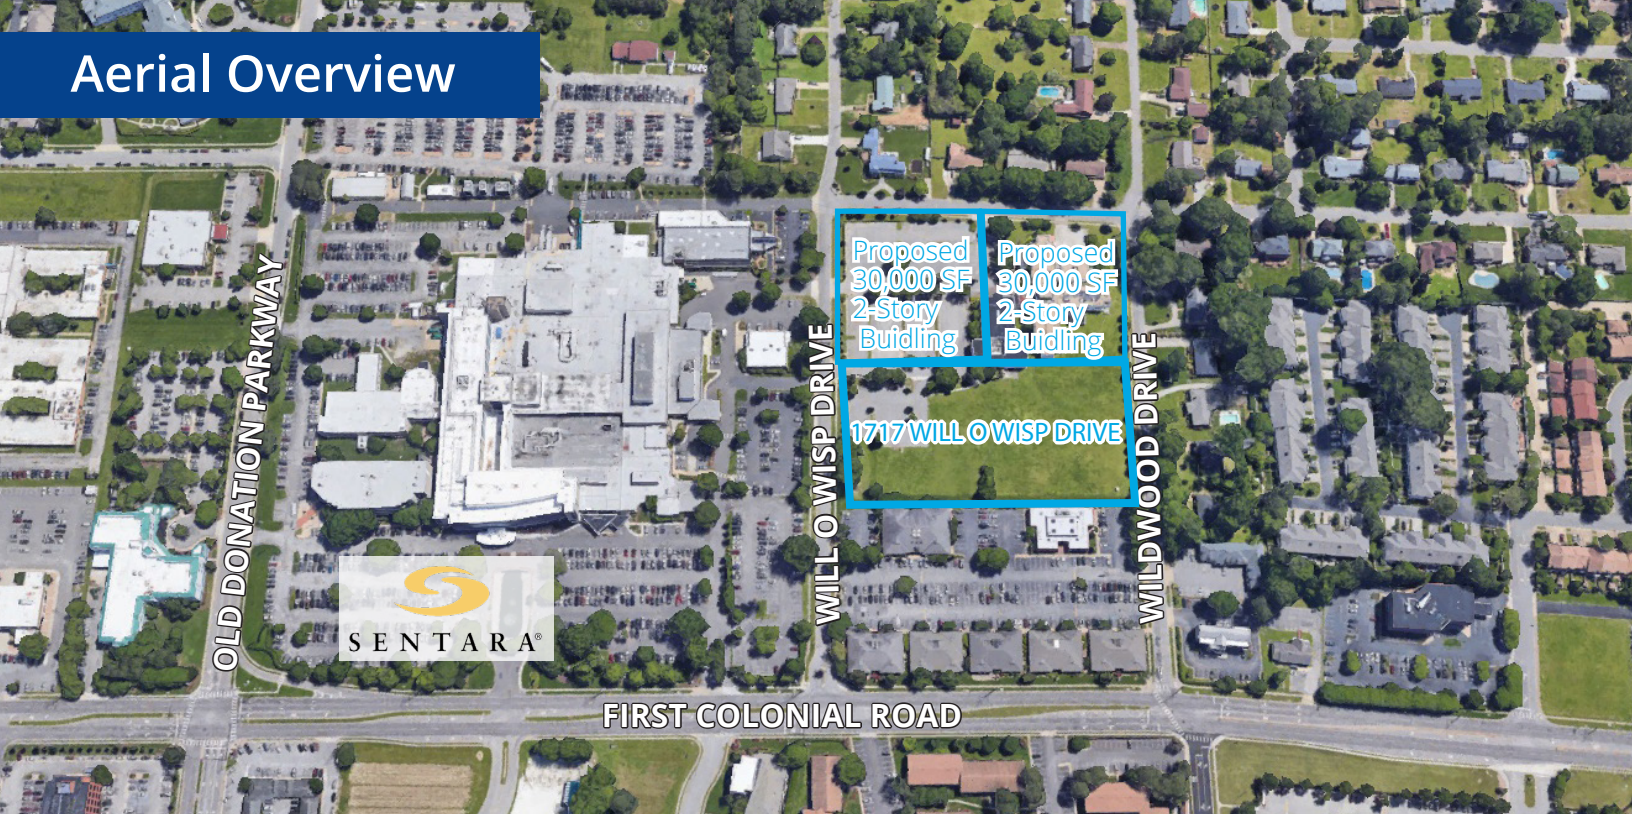 Aerial Overview
Proposed
30,000 SF
2-Story
Buidling
Proposed
30,000 SF
2-Story
Buidling
1717 WILL O WISP DRIVE
OLD DONATION PARKWAY
WILL O WISP DRIVE
WILDWOOD DRIVE
SENTARA®
FIRST COLONIAL ROAD